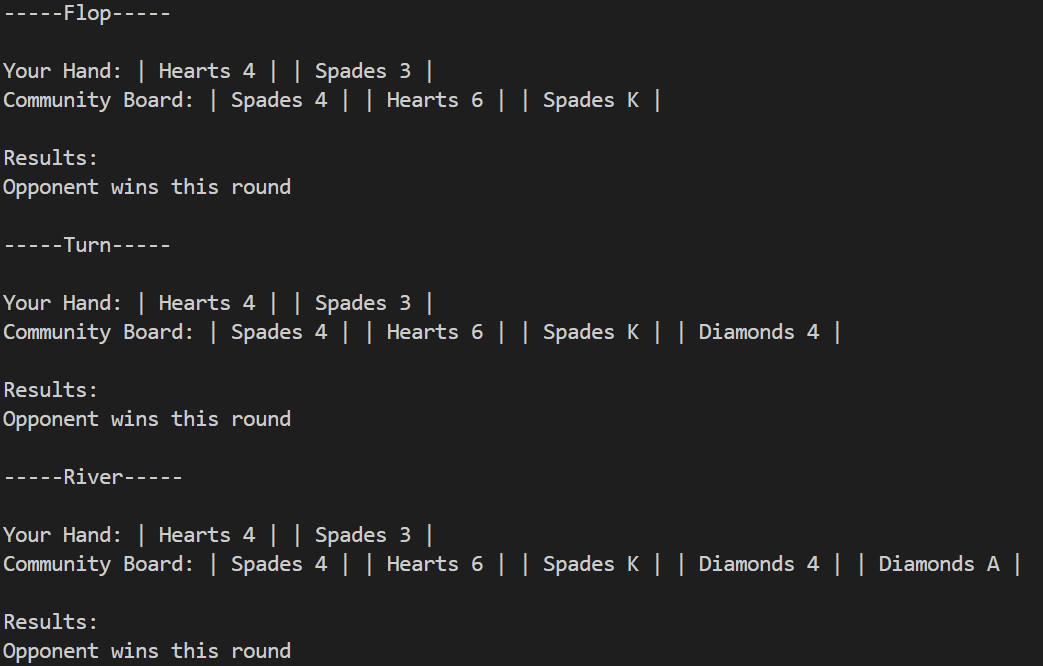 -----Flop-----
Your Hand: | Hearts 4 | | Spades 3 |
Community Board: | Spades 4 | | Hearts 6 | | Spades K |
Results:
Opponent wins this round
-----Turn-----
Your Hand: | Hearts 4 | | Spades 3 |
Community Board: | Spades 4 | | Hearts 6 | | Spades K | | Diamonds 4 |
Results:
Opponent wins this round
-----River-----
Your Hand: | Hearts 4 | | Spades 3 |
Community Board: | Spades 4 | | Hearts 6 | | Spades K | | Diamonds 4 | | Diamonds A |
Results:
Opponent wins this round